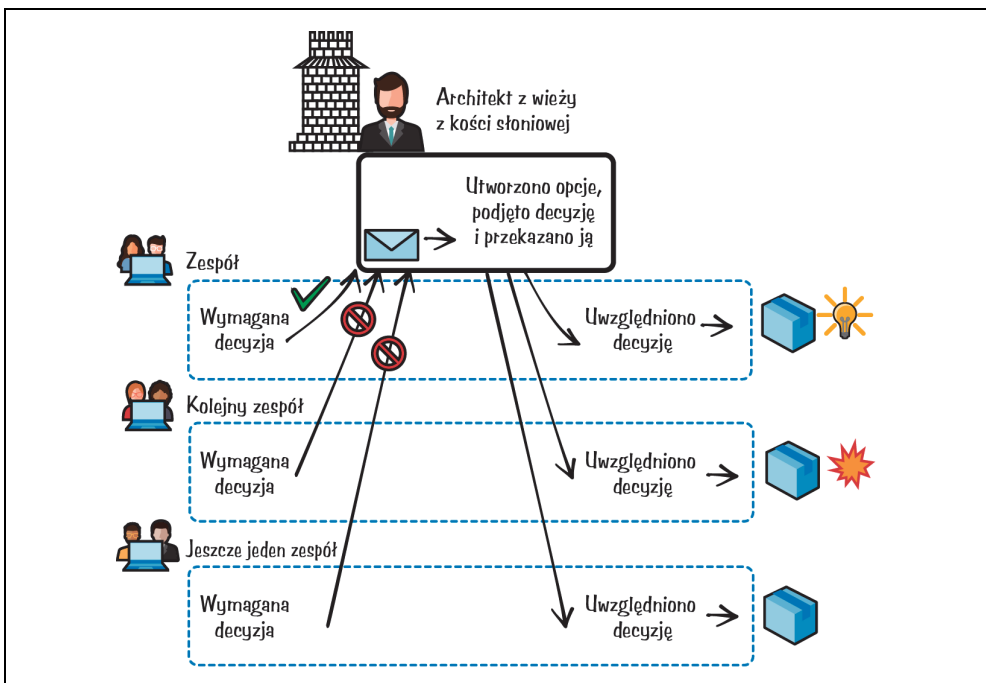 Architekt z wieży
z kości słoniowej
Utworzono opcje,
podjęto decyzję
i przekazano ją
Zespół
Wymagana
decyzja
Uwzględniono
decyzję
Kolejny zespół
Wymagana
decyzja
Uwzględniono
decyzję
Jeszcze jeden zespół
Wymagana
decyzja
Uwzględniono
decyzję